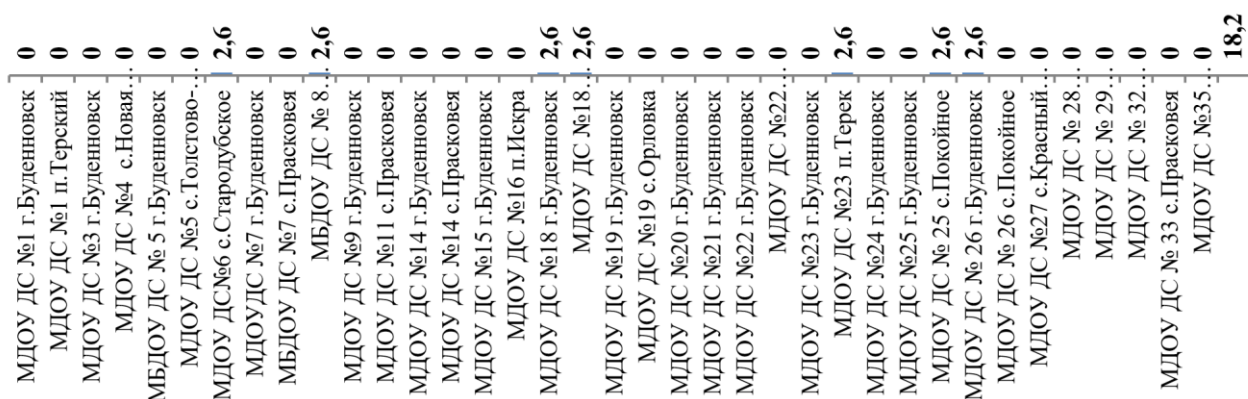 0
0
0
0
0
0
2,6
0
0
2,6
0
0
0
0
0
0
2,6
2,6
0
0
0
0
0
0
0
2,6
0
0
2,6
2,6
0
0
0
0
0
0
0
18,2
МДОУ ДС №1 г.Буденновск
МДОУ ДС №1 п.Терский
МДОУ ДС №3 г.Буденновск
МДОУ ДС №4 с.Новая…
МБДОУ ДС № 5 г.Буденновск
МДОУ ДС №5 с.Толстово-…
МДОУ ДС№6 с.Стародубское
МДОУДС №7 г.Буденновск
МБДОУ ДС №7 с.Прасковея
МБДОУ ДС № 8…
МДОУ ДС №9 г.Буденновск
МДОУ ДС №11 с.Прасковея
МДОУ ДС №14 г.Буденновск
МДОУ ДС №14 с.Прасковея
МДОУ ДС №15 г.Буденновск
МДОУ ДС №16 п.Искра
МДОУ ДС №18 г.Буденновск
МДОУ ДС №18…
МДОУ ДС №19 г.Буденновск
МДОУ ДС №19 с.Орловка
МДОУ ДС №20 г.Буденновск
МДОУ ДС №21 г.Буденновск
МДОУ ДС №22 г.Буденновск
МДОУ ДС №22…
МДОУ ДС №23 г.Буденновск
МДОУ ДС №23 п.Терек
МДОУ ДС №24 г.Буденновск
МДОУ ДС №25 г.Буденновск
МДОУ ДС № 25 с.Покойное
МДОУ ДС № 26 г.Буденновск
МДОУ ДС № 26 с.Покойное
МДОУ ДС №27 с.Красный…
МДОУ ДС № 28…
МДОУ ДС № 29…
МДОУ ДС № 32…
МДОУ ДС № 33 с.Прасковея
МДОУ ДС №35…